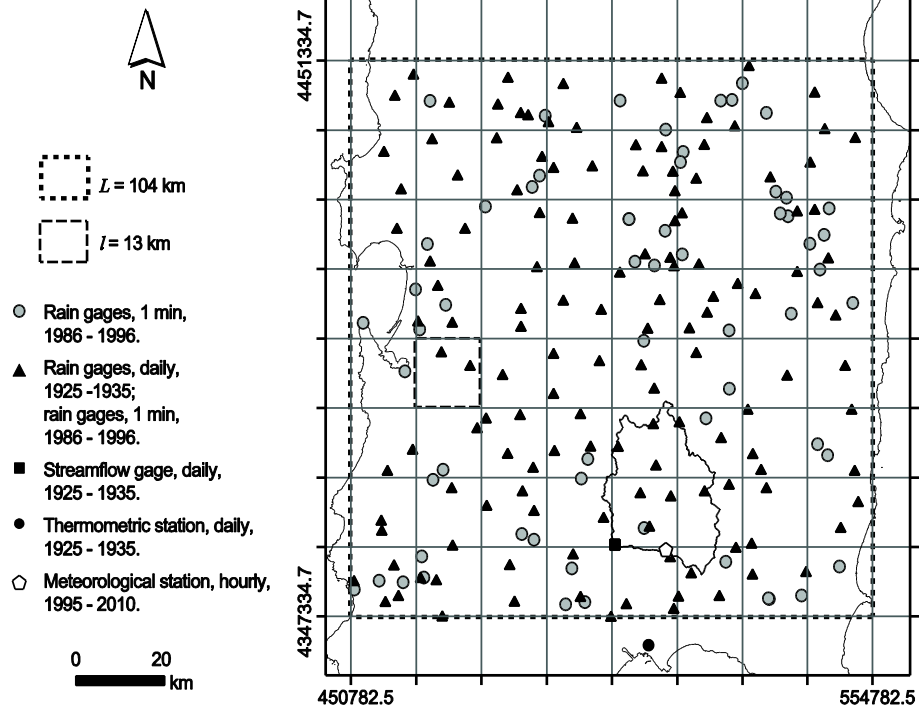 N
L = 104 km
l = 13 km
Rain gages, 1 min,
1986 - 1996.
Rain gages, daily,
1925 -1935;
rain gages, 1 min,
1986 - 1996.
Streamflow gage, daily,
1925 - 1935.
Thermometric station, daily,
1925 - 1935.
Meteorological station, hourly,
1995 - 2010.
0 20
km
4451334.7
4347334.7
450782.5 554782.5